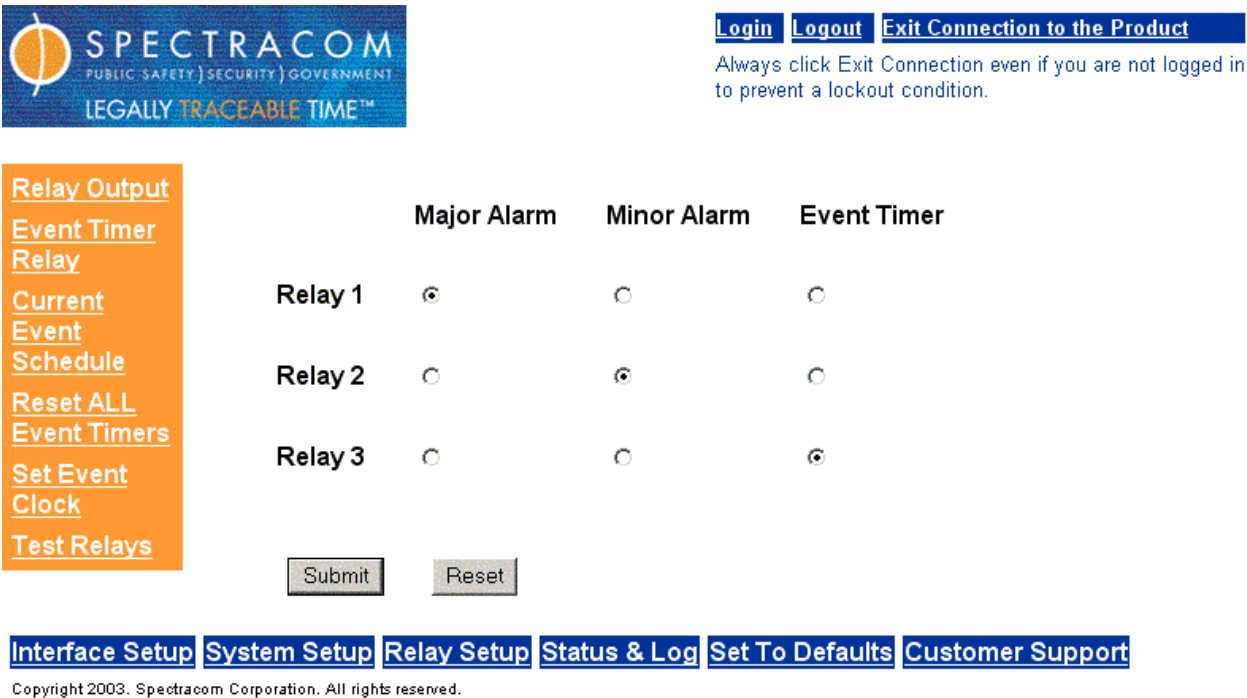 SPECTRACOM
PUBLIC SAFETY ) SECURITY ) GOVERNMENT
LEGALLY TRACEABLE TIME™
Login Logout Exit Connection to the Product
Always click Exit Connection even if you are not logged in
to prevent a lockout condition.
Relay Output
Event Timer
Relay
Current
Event
Schedule
Reset ALL
Event Timers
Set Event
Clock
Test Relays
Major Alarm Minor Alarm Event Timer
Relay 1
Relay 2
Relay 3
Submit Reset
Interface Setup System Setup Relay Setup Status & Log Set To Defaults Customer Support
Copyright 2003. Spectracom Corporation. All rights reserved.